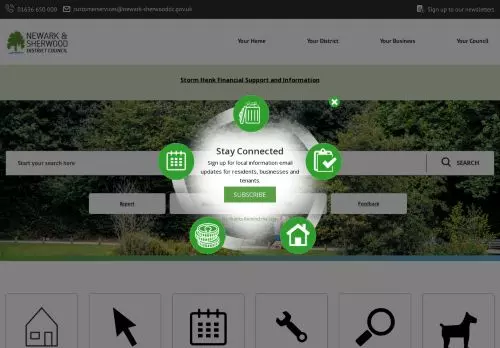 01636 650 000
customerservices@newark-sherwooddc.gov.uk
Sign up to our newsletters
NEWARK &
SHERWOOD
DISTRICT COUNCIL
Your Home
Your District
Your Business
Your Council
Storm Henk Financial Support and Information
Stay Connected
Sign up for local information email
updates for residents, businesses and
tenants.
SUBSCRIBE
Start your search here
SEARCH
Report
Feedback